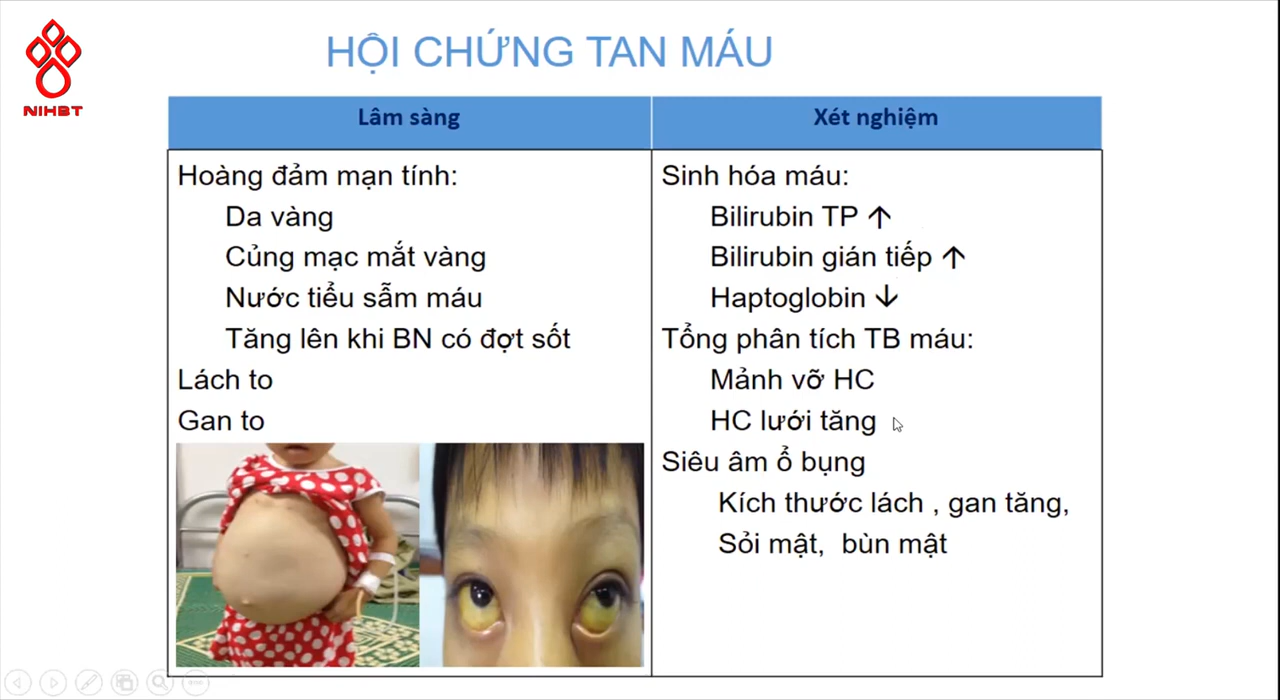 NIHBT
HỘI CHỨNG TAN MÁU
Lâm sàng
Xét nghiệm
Hoàng đảm mạn tính:
Da vàng
Củng mạc mắt vàng
Nước tiểu sẫm máu
Tăng lên khi BN có đợt sốt
Lách to
Gan to
Sinh hóa máu:
Bilirubin TP ↑
Bilirubin gián tiếp ↑
Haptoglobin ↓
Tổng phân tích TB máu:
Mảnh vỡ HC
HC lưới tăng
Siêu âm ổ bụng
Kích thước lách , gan tăng,
Sỏi mật, bùn mật